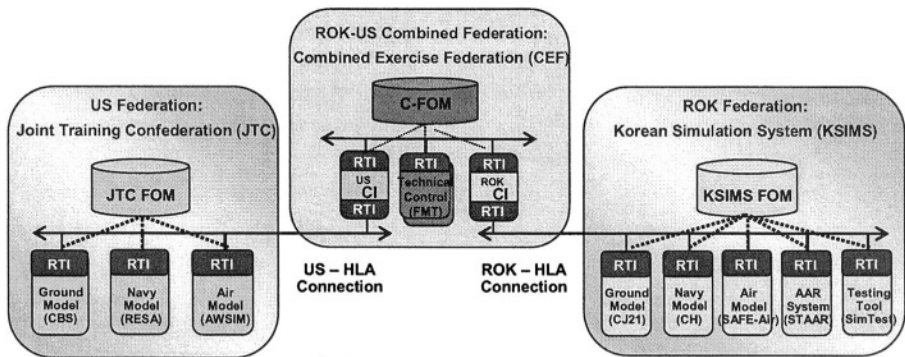 ROK-US Combined Federation:
Combined Exercise Federation (CEF)
C-FOM
RTI
US
CI
RTI
RTI
Technical
Control
(FMT)
RTI
ROK
CI
RTI
US Federation:
Joint Training Confederation (JTC)
JTC FOM
RTI
Ground
Model
(CBS)
RTI
Navy
Model
(RESA)
RTI
Air
Model
(AWSIM)
US – HLA
Connection
ROK – HLA
Connection
ROK Federation:
Korean Simulation System (KSIMS)
KSIMS FOM
RTI
Ground
Model
(CJ21)
RTI
Navy
Model
(CH)
RTI
Air
Model
(SAFE-Air)
RTI
AAR
System
(STAAR)
RTI
Testing
Tool
(SimTest)